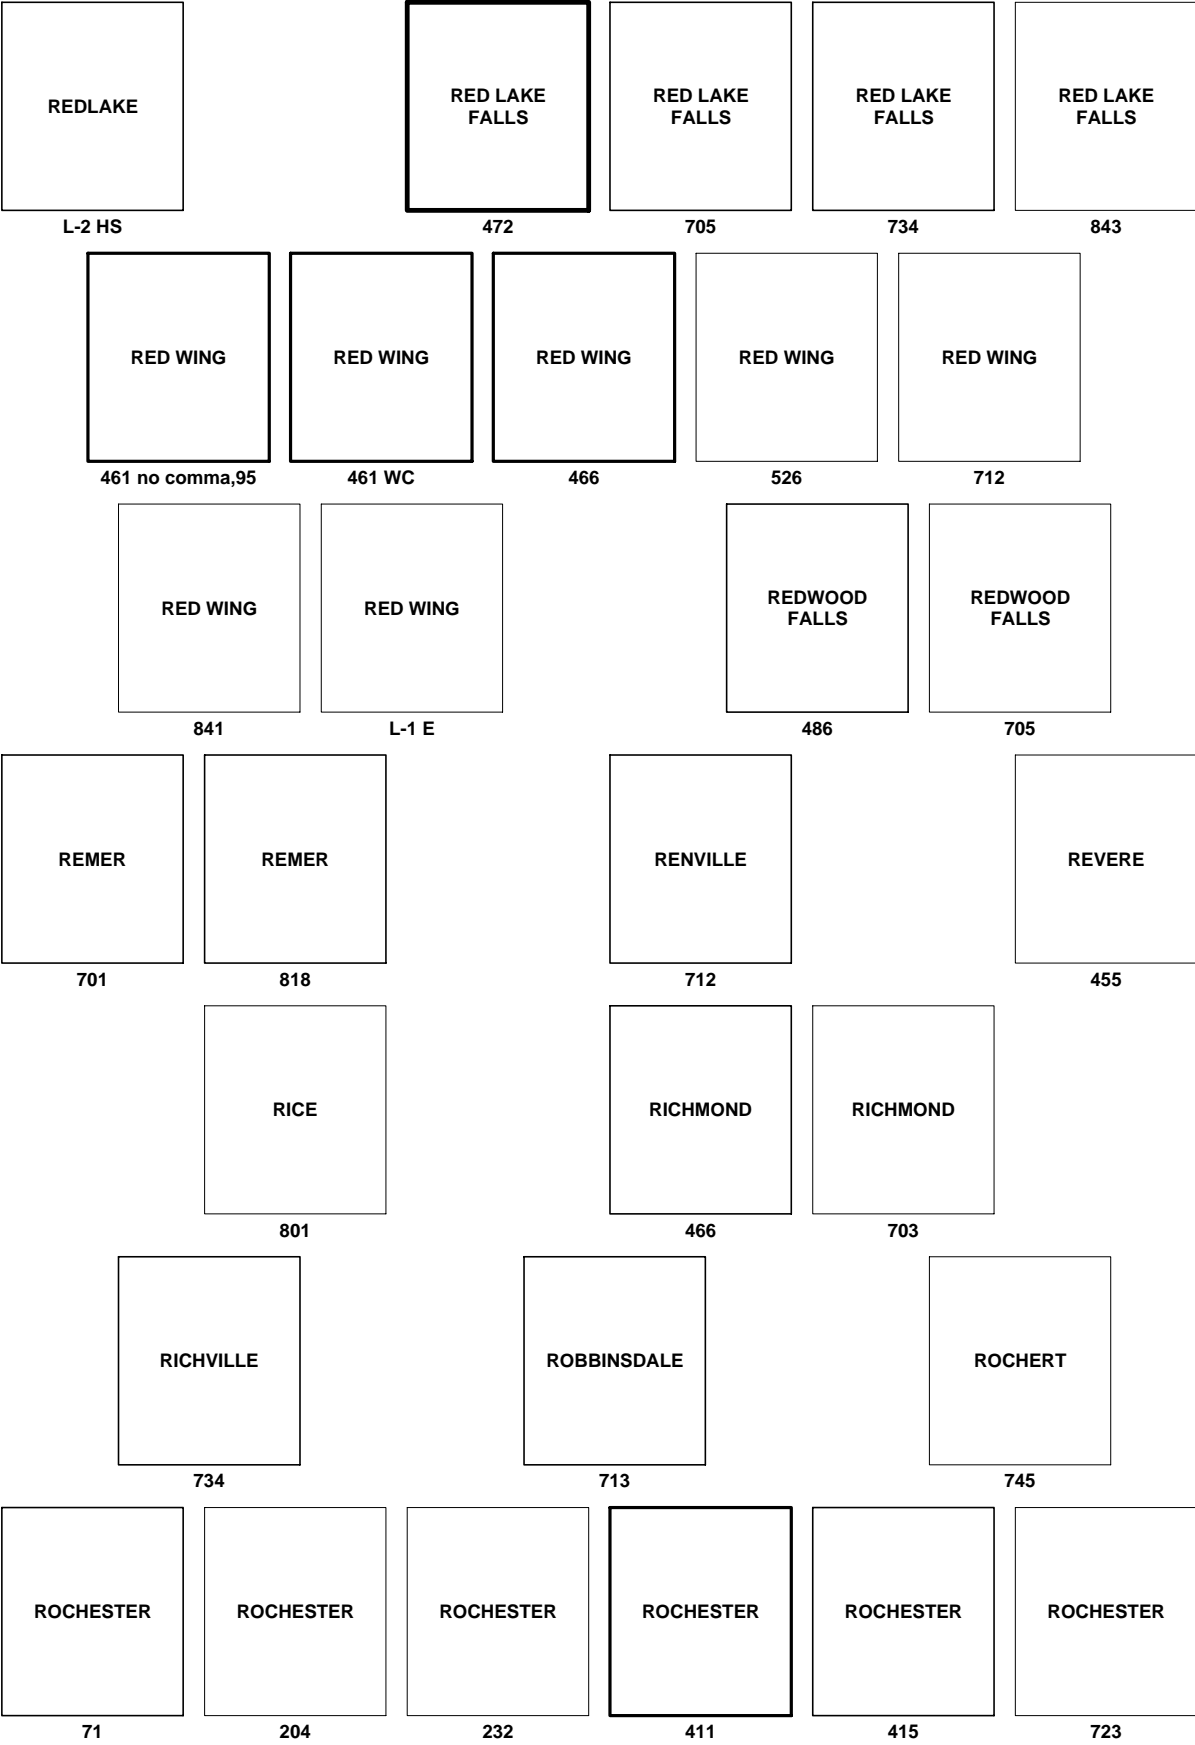 REDLAKE
L-2 HS
RED LAKE
FALLS
472
RED LAKE
FALLS
705
RED LAKE
FALLS
734
RED LAKE
FALLS
843
RED WING
461 no comma,95
RED WING
461 WC
RED WING
466
RED WING
526
RED WING
712
RED WING
841
RED WING
L-1 E
REDWOOD
FALLS
486
REDWOOD
FALLS
705
REMER
701
REMER
818
RENVILLE
712
REVERE
455
RICE
801
RICHMOND
466
RICHMOND
703
RICHVILLE
734
ROBBINSDALE
713
ROCHERT
745
ROCHESTER
71
ROCHESTER
204
ROCHESTER
232
ROCHESTER
411
ROCHESTER
415
ROCHESTER
723